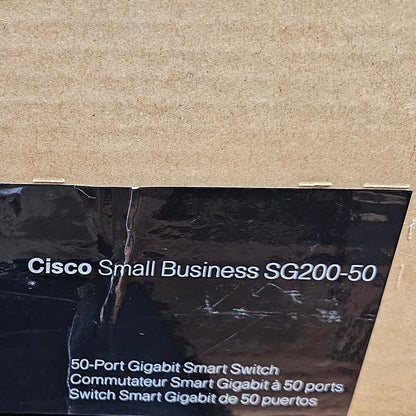 Cisco Small Business SG200-50
50-Port Gigabit Smart Switch
Commutateur Smart Gigabit à 50 ports
Switch Smart Gigabit de 50 puertos